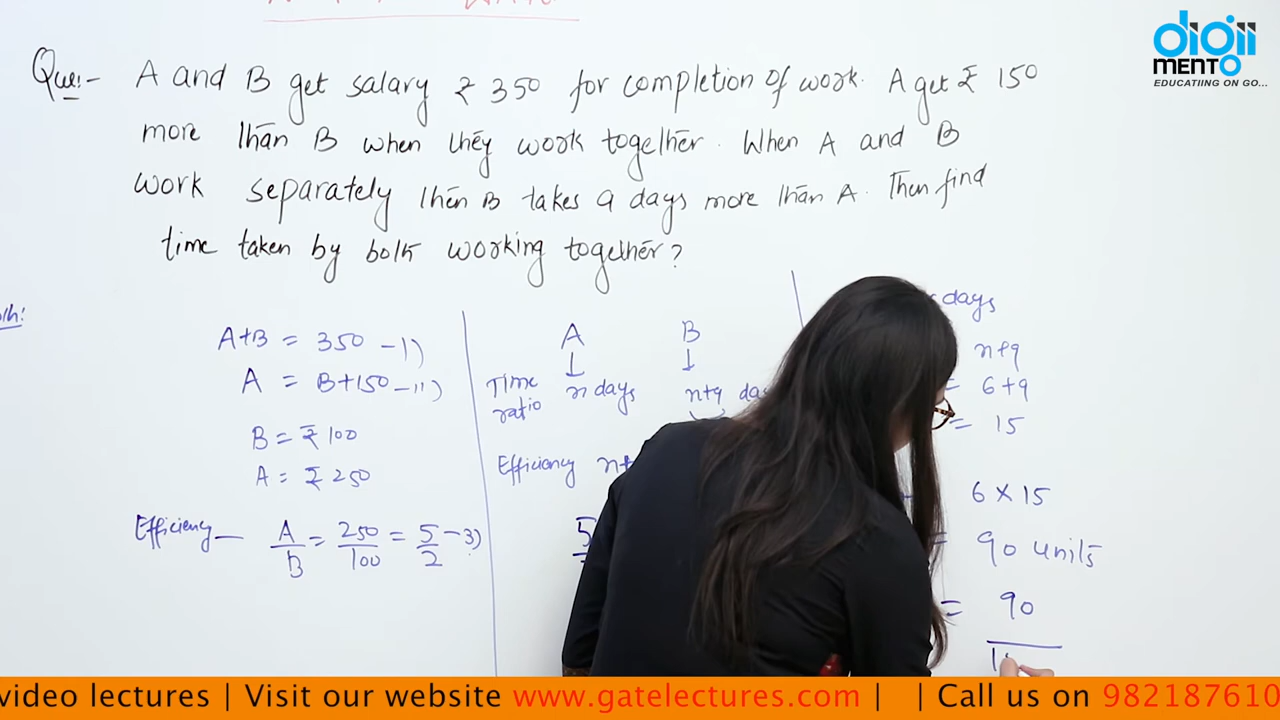 Que:- A and B get salary ₹ 350 for completion of work. A get ₹ 150
more than B when they work together. When A and B
work separately then B takes 9 days more than A. Then find
time taken by both working together?
A+B = 350 -1)
A = B+150 -11)
B = ₹ 100
A = ₹ 250
Efficiency - A/B = 250/100 = 5/2 -3)
A B
Time ratio n days n+9
Efficiency
5
days
n+9
= 6+9
= 15
6 × 15
= 90 units
= 90
digii
MENTO
EDUCATIING ON GO...
video lectures | Visit our website www.gatelectures.com | | Call us on 982187610